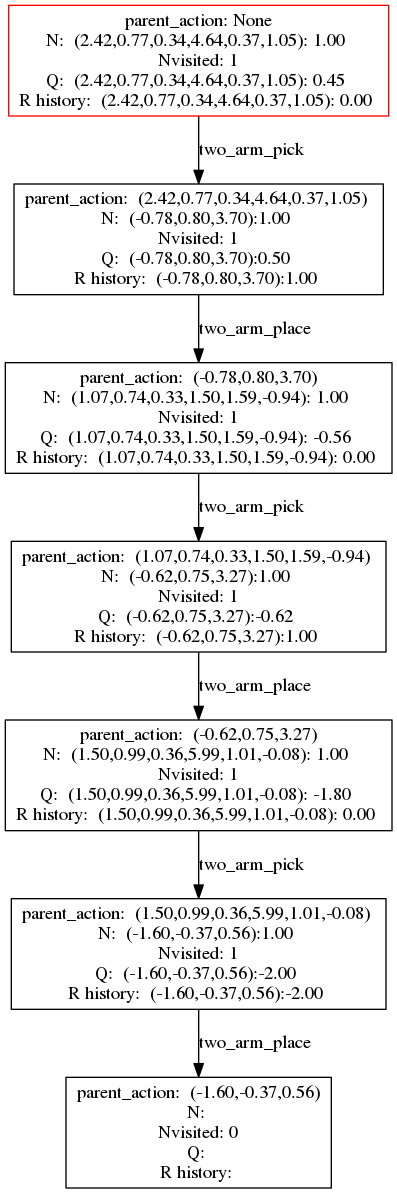 parent_action: None
N: (2.42,0.77,0.34,4.64,0.37,1.05): 1.00
Nvisited: 1
Q: (2.42,0.77,0.34,4.64,0.37,1.05): 0.45
R history: (2.42,0.77,0.34,4.64,0.37,1.05): 0.00
two_arm_pick
parent_action: (2.42,0.77,0.34,4.64,0.37,1.05)
N: (-0.78,0.80,3.70):1.00
Nvisited: 1
Q: (-0.78,0.80,3.70):0.50
R history: (-0.78,0.80,3.70):1.00
two_arm_place
parent_action: (-0.78,0.80,3.70)
N: (1.07,0.74,0.33,1.50,1.59,-0.94): 1.00
Nvisited: 1
Q: (1.07,0.74,0.33,1.50,1.59,-0.94): -0.56
R history: (1.07,0.74,0.33,1.50,1.59,-0.94): 0.00
two_arm_pick
parent_action: (1.07,0.74,0.33,1.50,1.59,-0.94)
N: (-0.62,0.75,3.27):1.00
Nvisited: 1
Q: (-0.62,0.75,3.27):-0.62
R history: (-0.62,0.75,3.27):1.00
two_arm_place
parent_action: (-0.62,0.75,3.27)
N: (1.50,0.99,0.36,5.99,1.01,-0.08): 1.00
Nvisited: 1
Q: (1.50,0.99,0.36,5.99,1.01,-0.08): -1.80
R history: (1.50,0.99,0.36,5.99,1.01,-0.08): 0.00
two_arm_pick
parent_action: (1.50,0.99,0.36,5.99,1.01,-0.08)
N: (-1.60,-0.37,0.56):1.00
Nvisited: 1
Q: (-1.60,-0.37,0.56):-2.00
R history: (-1.60,-0.37,0.56):-2.00
two_arm_place
parent_action: (-1.60,-0.37,0.56)
N:
Nvisited: 0
Q:
R history: